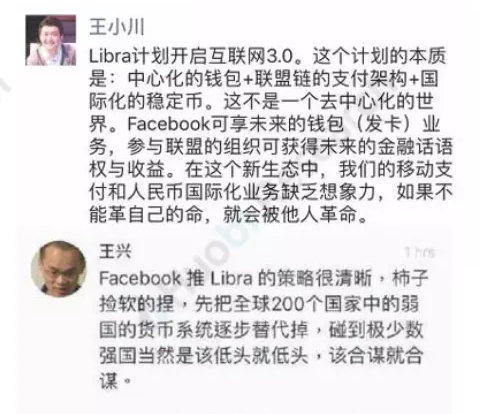 王小川
Libra计划开启互联网3.0。这个计划的本质
是：中心化的钱包+联盟链的支付架构+国
际化的稳定币。这不是一个去中心化的世
界。Facebook可享未来的钱包（发卡）业
务，参与联盟的组织可获得未来的金融话语
权与收益。在这个新生态中，我们的移动支
付和人民币国际化业务缺乏想象力，如果不
能革自己的命，就会被他人革命。
王兴
1 hrs
Facebook 推 Libra 的策略很清晰，柿子
捡软的捏，先把全球200个国家中的弱
国的货币系统逐步替代掉，碰到极少数
强国当然是该低头就低头，该合谋就合
谋。